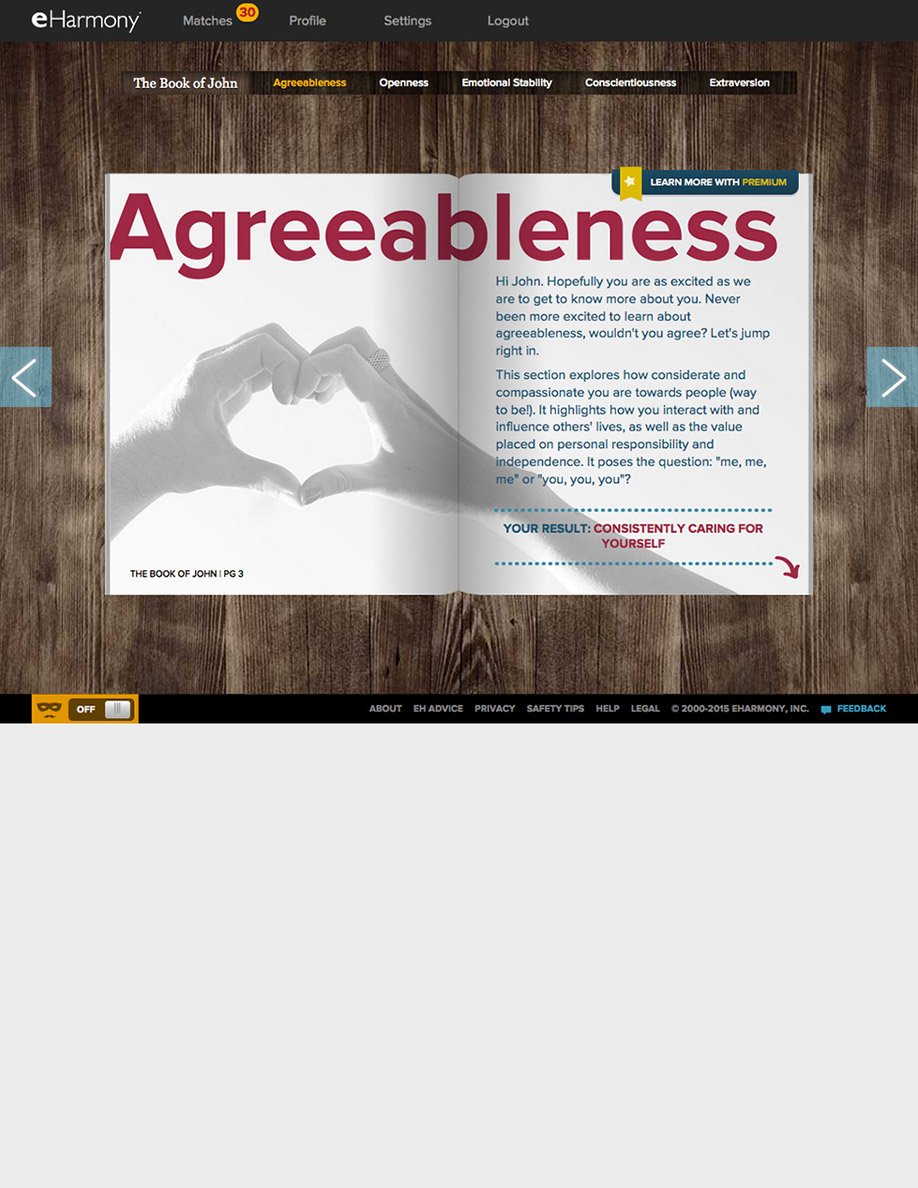 eHarmony
Matches 30 Profile Settings Logout
The Book of John Agreeableness Openness Emotional Stability Conscientiousness Extraversion
LEARN MORE WITH PREMIUM
Agreeableness
Hi John. Hopefully you are as excited as we
are to get to know more about you. Never
been more excited to learn about
agreeableness, wouldn't you agree? Let's jump
right in.
This section explores how considerate and
compassionate you are towards people (way
to be!). It highlights how you interact with and
influence others' lives, as well as the value
placed on personal responsibility and
independence. It poses the question: "me, me,
me" or "you, you, you"?
YOUR RESULT: CONSISTENTLY CARING FOR
YOURSELF
THE BOOK OF JOHN | PG 3
OFF
ABOUT EH ADVICE PRIVACY SAFETY TIPS HELP LEGAL © 2000-2015 EHARMONY, INC. FEEDBACK